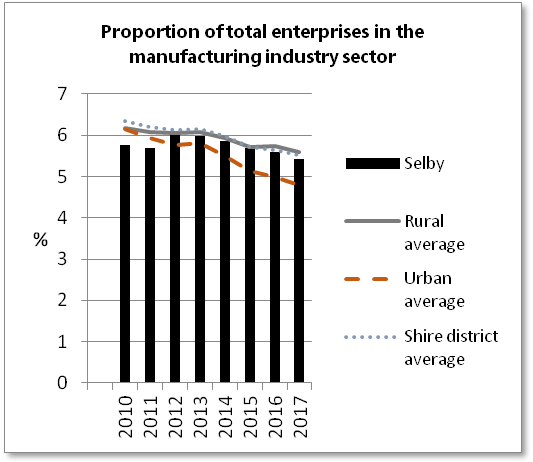 Proportion of total enterprises in the
manufacturing industry sector
7
6
5
4
3
2
1
0
%
2010
2011
2012
2013
2014
2015
2016
2017
Selby
Rural
average
Urban
average
Shire district
average